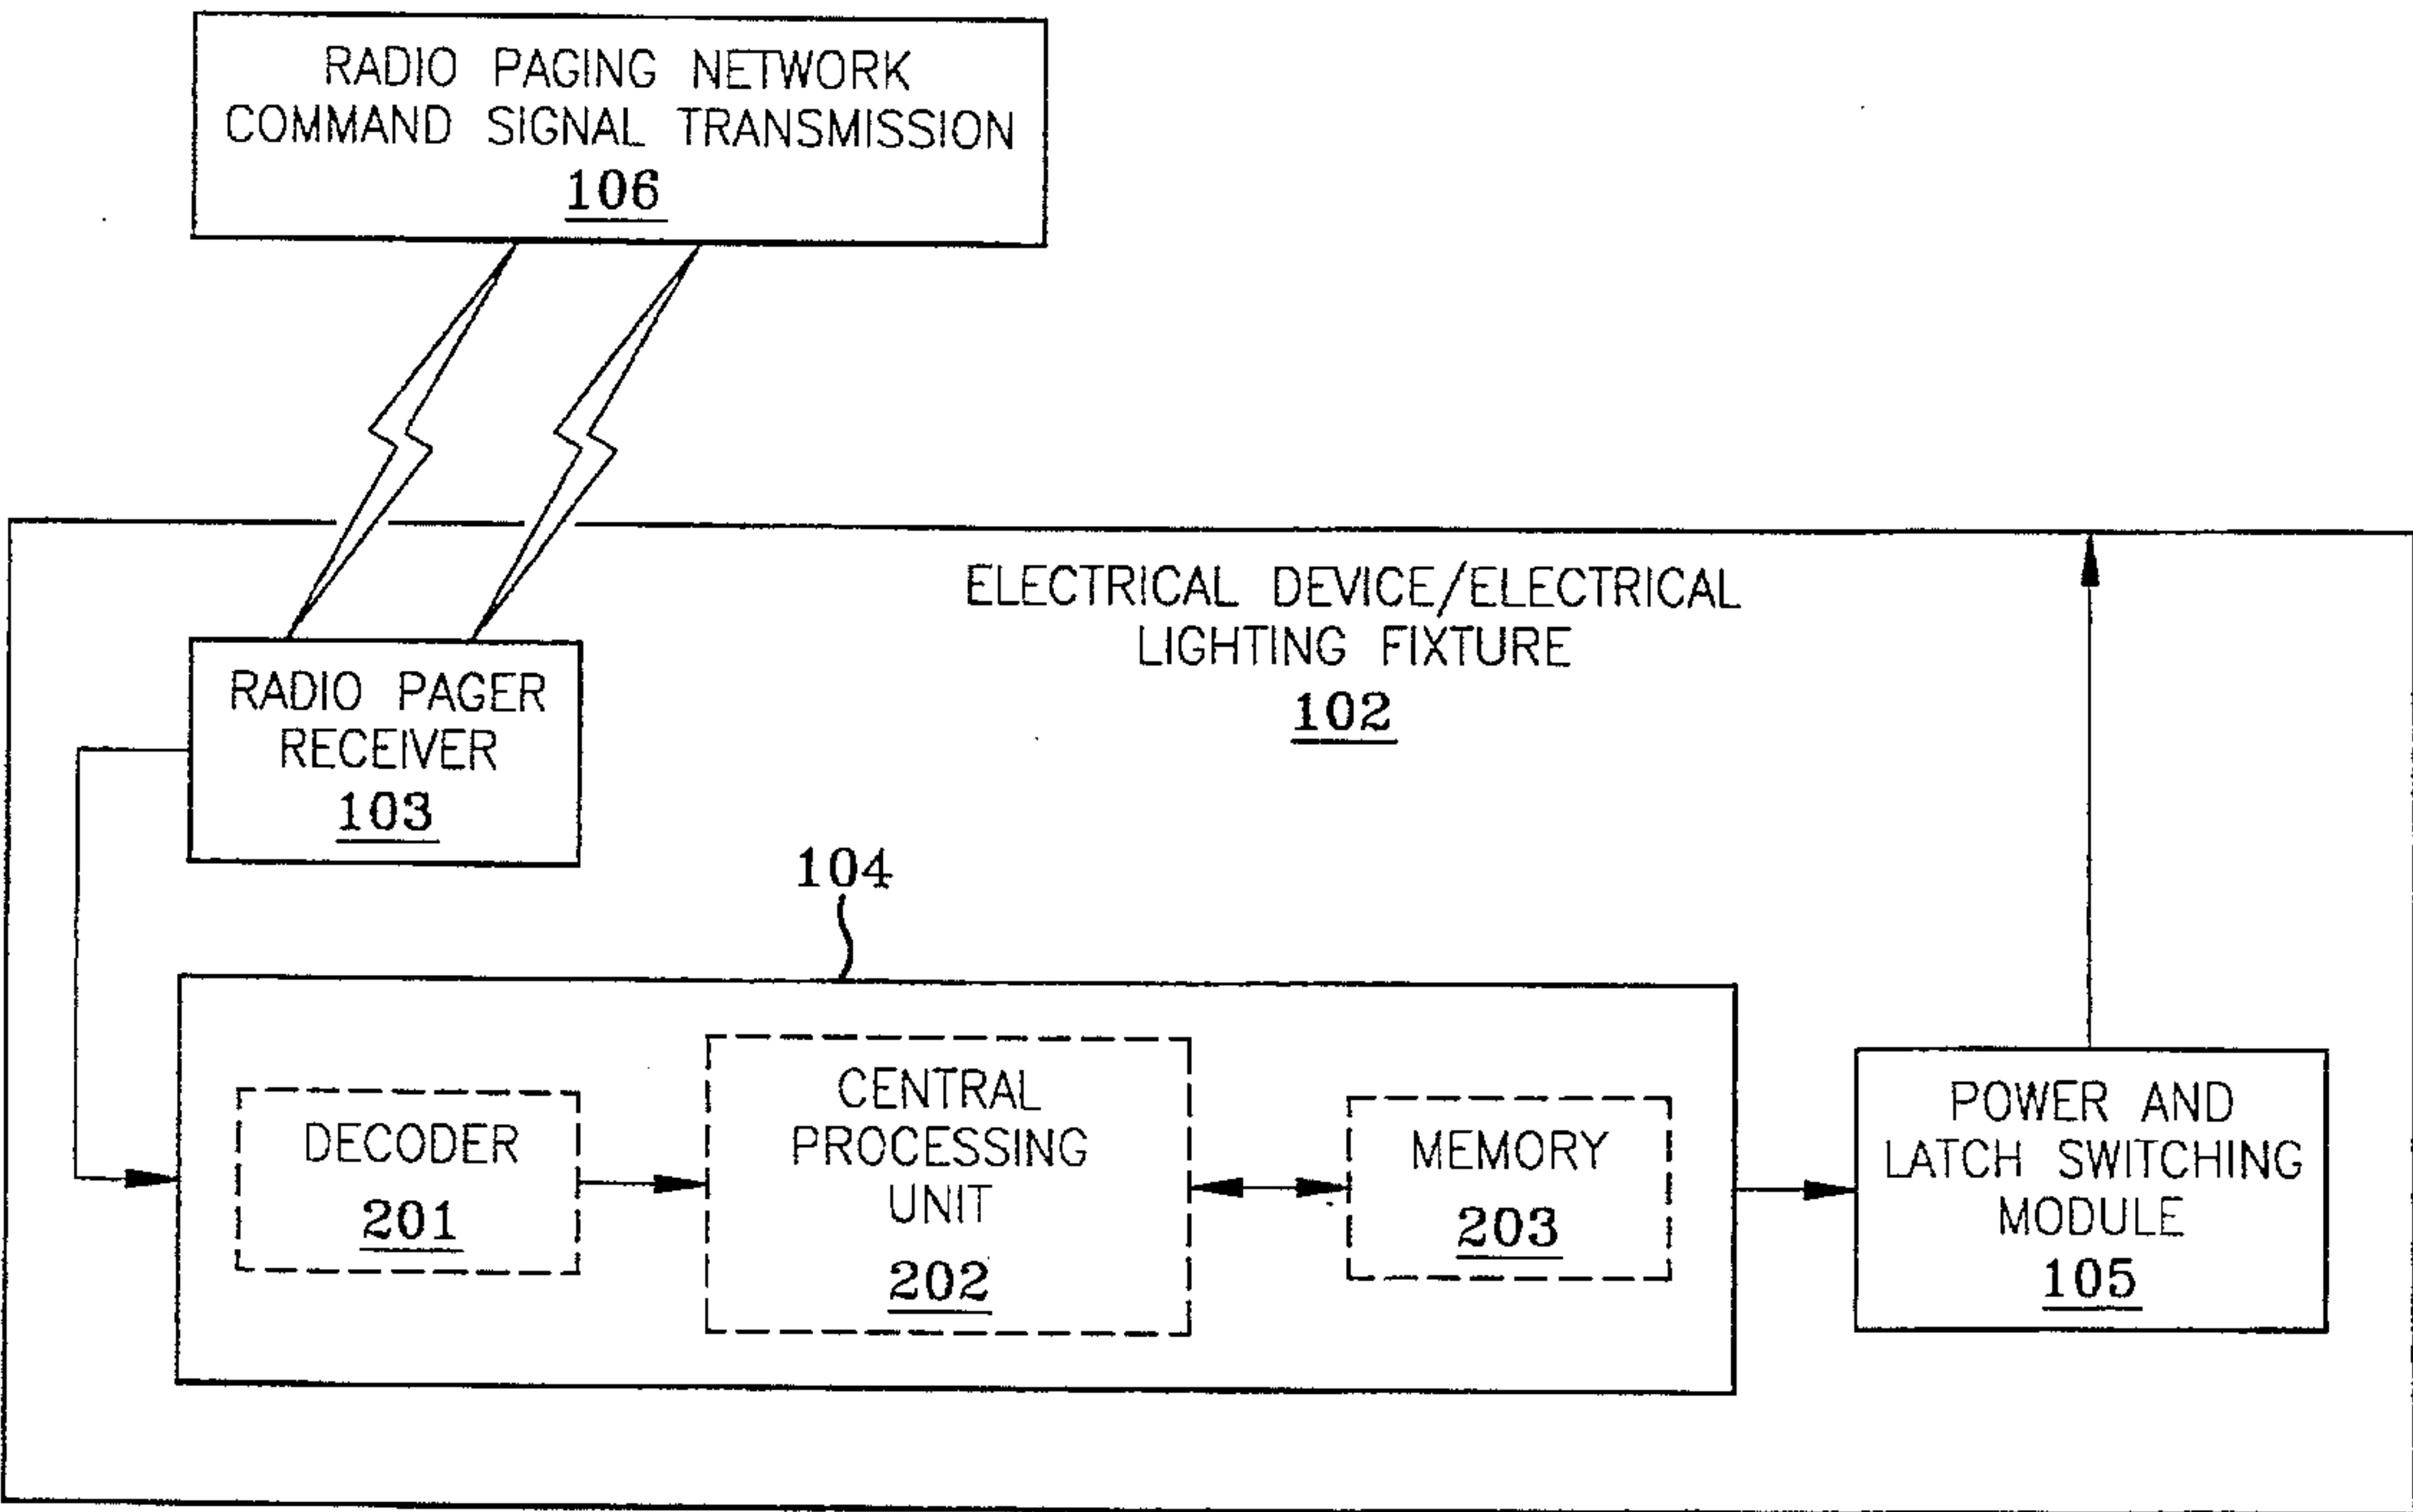 RADIO PAGING NETWORK
COMMAND SIGNAL TRANSMISSION
106
ELECTRICAL DEVICE/ELECTRICAL
LIGHTING FIXTURE
102
RADIO PAGER
RECEIVER
103
104
DECODER
201
CENTRAL
PROCESSING
UNIT
202
MEMORY
203
POWER AND
LATCH SWITCHING
MODULE
105